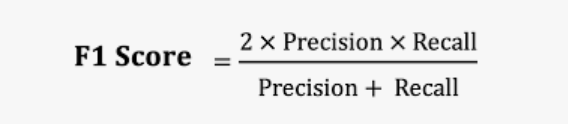 F1 Score = 2 × Precision × Recall
Precision + Recall